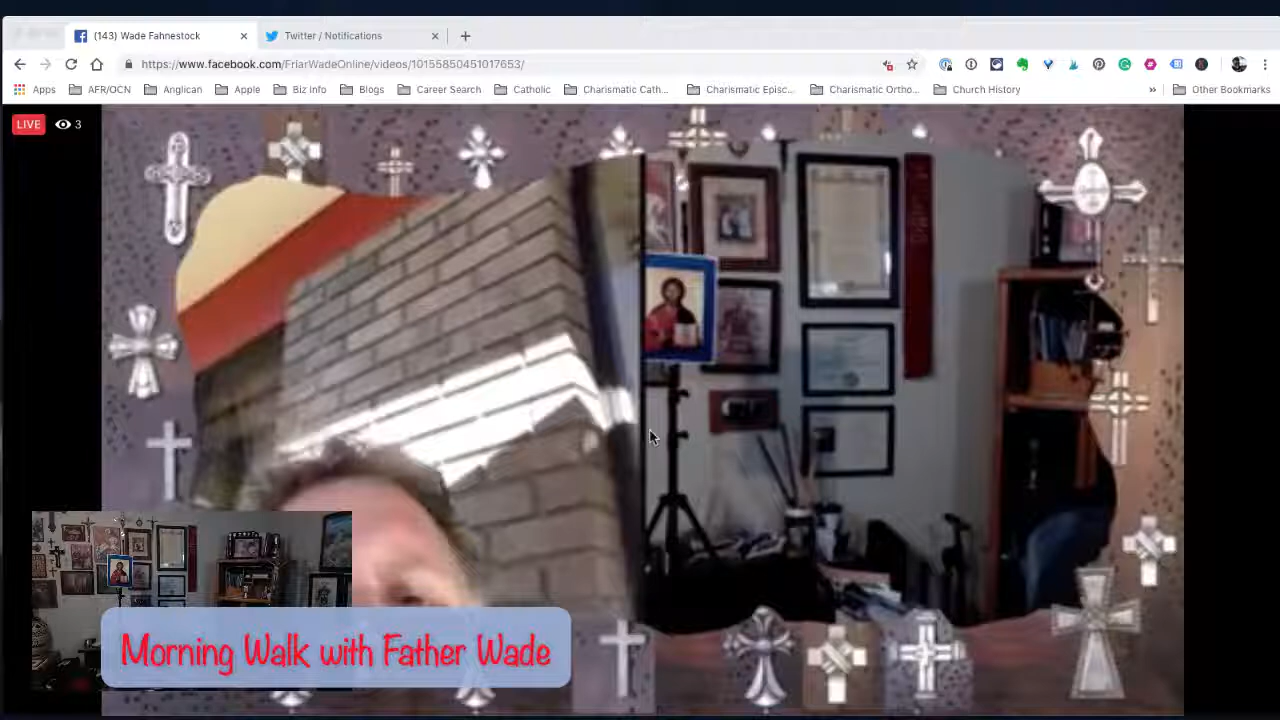 (143) Wade Fahnestock
Twitter / Notifications
https://www.facebook.com/FriarWadeOnline/videos/10155850451017653/
Apps AFR/OCN Anglican Apple Biz Info Blogs Career Search Catholic Charismatic Cath... Charismatic Episc... Charismatic Ortho... Church History » Other Bookmarks
LIVE 3
Morning Walk with Father Wade